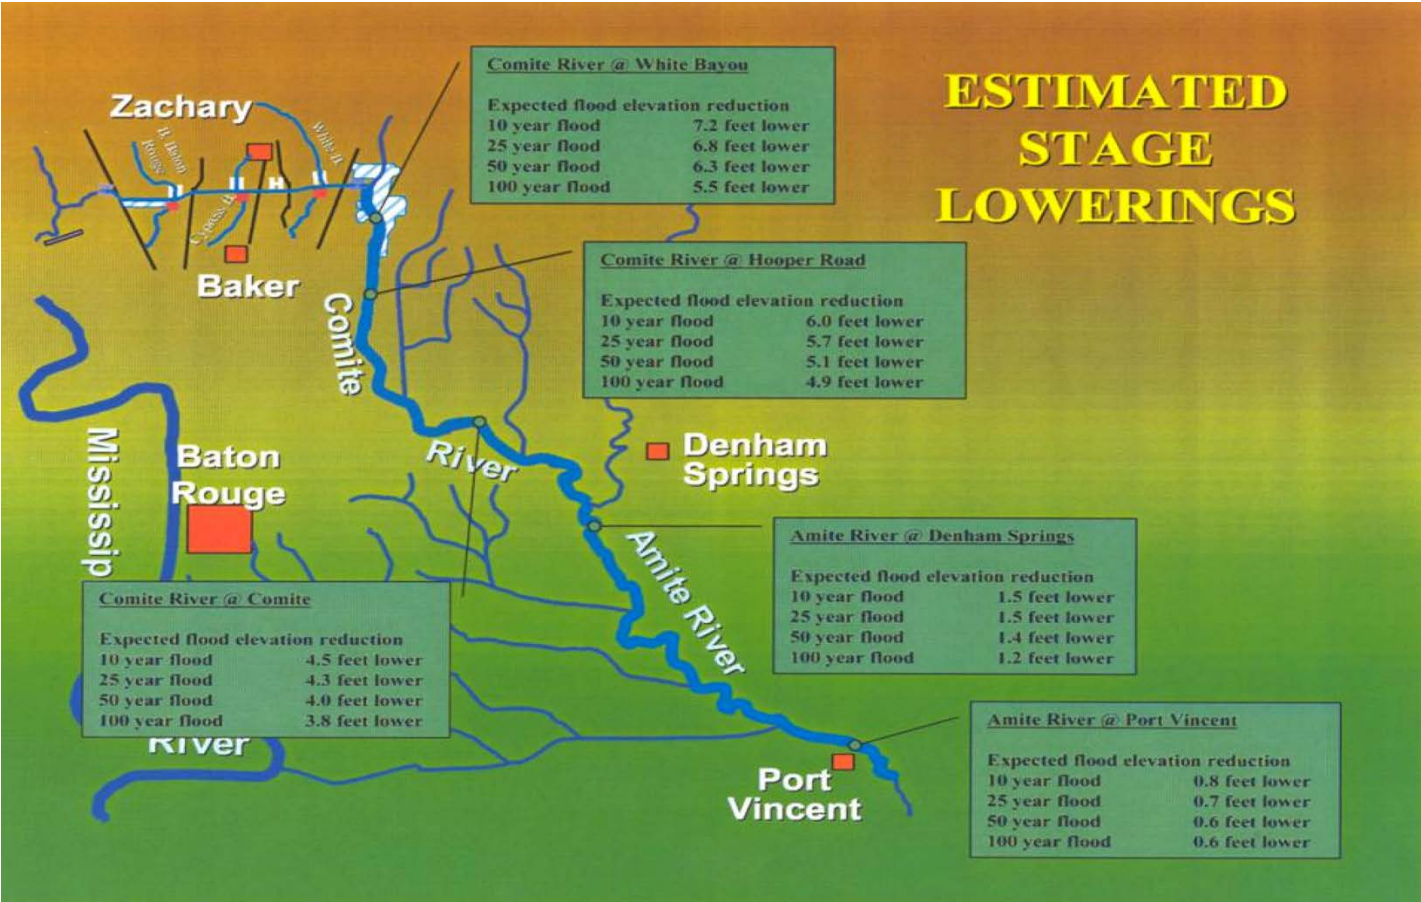 ESTIMATED
STAGE
LOWERINGS
Comite River @ White Bayou
Expected flood elevation reduction
10 year flood 7.2 feet lower
25 year flood 6.8 feet lower
50 year flood 6.3 feet lower
100 year flood 5.5 feet lower
Zachary
B. Baton
Rouge
White B.
Cypress B.
H
Baker
Comite River @ Hooper Road
Expected flood elevation reduction
10 year flood 6.0 feet lower
25 year flood 5.7 feet lower
50 year flood 5.1 feet lower
100 year flood 4.9 feet lower
Comite
River
Denham
Springs
Mississip
Baton
Rouge
Amite River @ Denham Springs
Expected flood elevation reduction
10 year flood 1.5 feet lower
25 year flood 1.5 feet lower
50 year flood 1.4 feet lower
100 year flood 1.2 feet lower
Amite River
Comite River @ Comite
Expected flood elevation reduction
10 year flood 4.5 feet lower
25 year flood 4.3 feet lower
50 year flood 4.0 feet lower
100 year flood 3.8 feet lower
River
Amite River @ Port Vincent
Expected flood elevation reduction
10 year flood 0.8 feet lower
25 year flood 0.7 feet lower
50 year flood 0.6 feet lower
100 year flood 0.6 feet lower
Port
Vincent